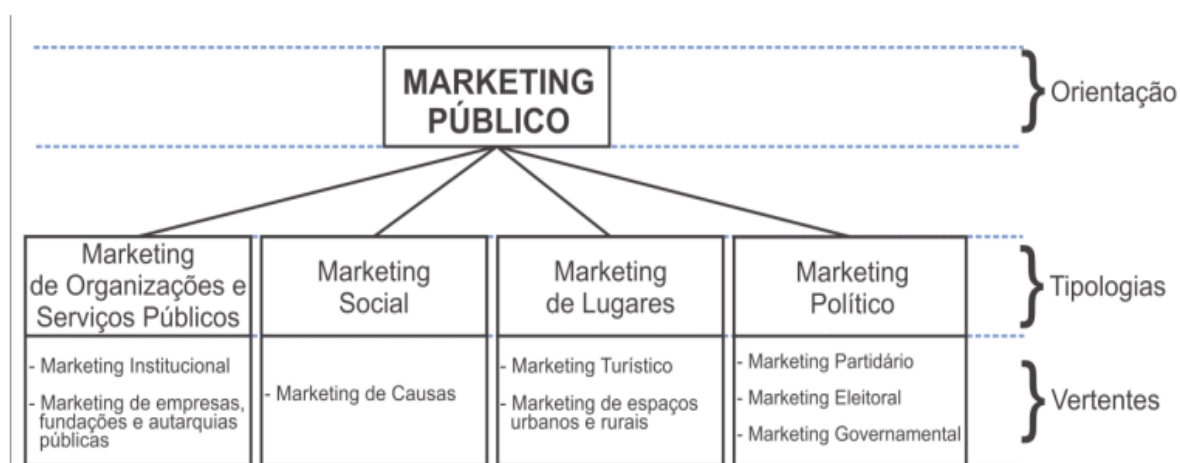 MARKETING
PÚBLICO
Orientação
Marketing
de Organizações e
Serviços Públicos
Marketing
Social
Marketing
de Lugares
Marketing
Político
Tipologias
- Marketing Institucional
- Marketing de empresas,
fundações e autarquias
públicas
- Marketing de Causas
- Marketing Turístico
- Marketing de espaços
urbanos e rurais
- Marketing Partidário
- Marketing Eleitoral
- Marketing Governamental
Vertentes